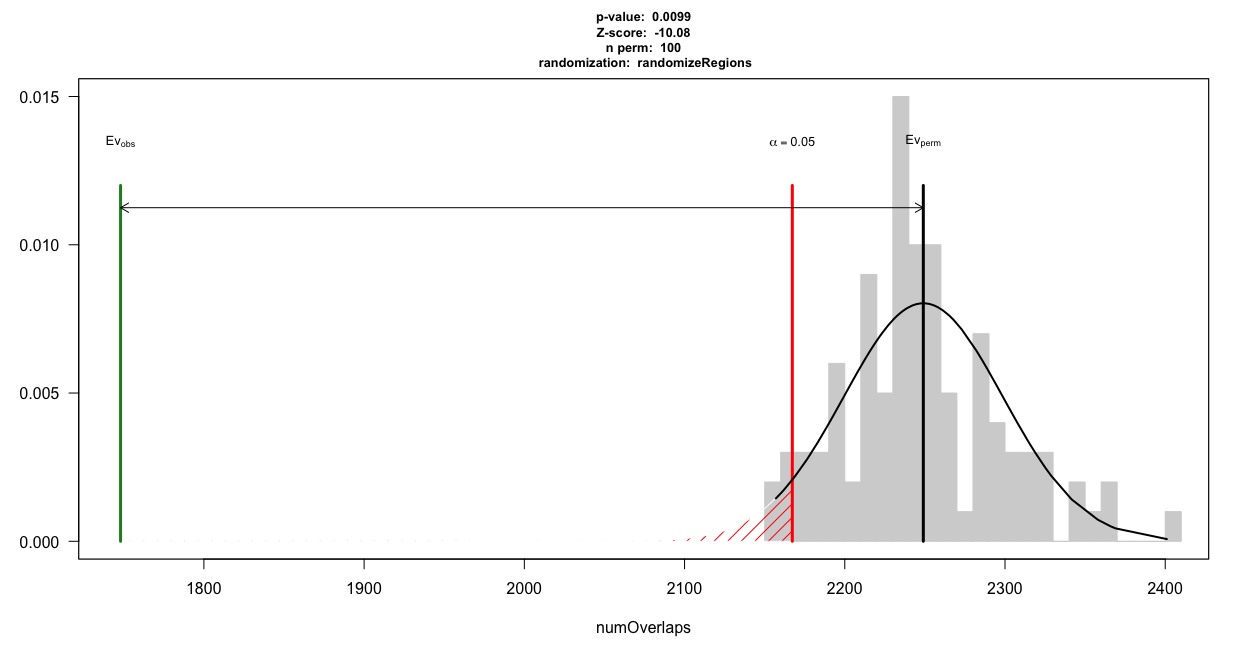 p-value: 0.0099
Z-score: -10.08
n perm: 100
randomization: randomizeRegions
0.015
Evobs
α = 0.05
Evperm
0.010
0.005
0.000
1800 1900 2000 2100 2200 2300 2400
numOverlaps